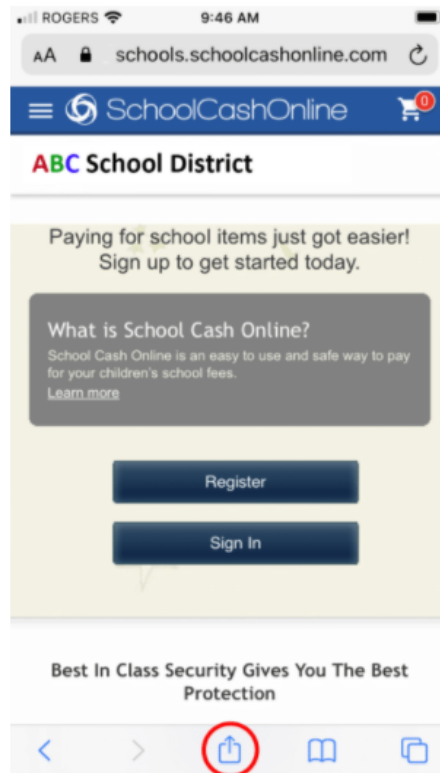 ROGERS 9:46 AM
AA schools.schoolcashonline.com
SchoolCashOnline 0
ABC School District
Paying for school items just got easier!
Sign up to get started today.
What is School Cash Online?
School Cash Online is an easy to use and safe way to pay
for your children's school fees.
Learn more
Register
Sign In
Best In Class Security Gives You The Best
Protection